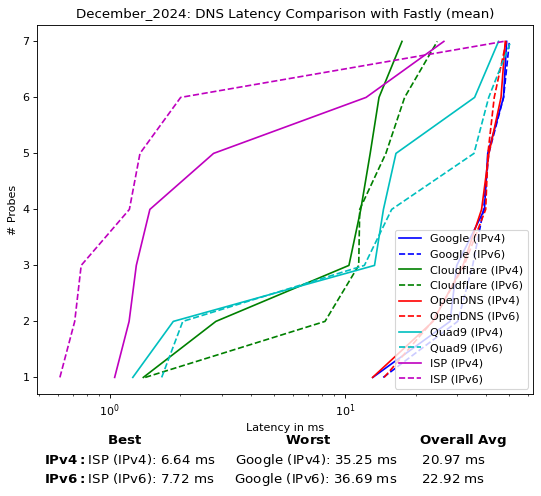 December_2024: DNS Latency Comparison with Fastly (mean)
7
6
5
4
3
2
1
# Probes
Google (IPv4)
Google (IPv6)
Cloudflare (IPv4)
Cloudflare (IPv6)
OpenDNS (IPv4)
OpenDNS (IPv6)
Quad9 (IPv4)
Quad9 (IPv6)
ISP (IPv4)
ISP (IPv6)
10⁰ 10¹
Latency in ms
Best Worst Overall Avg
IPv4: ISP (IPv4): 6.64 ms Google (IPv4): 35.25 ms 20.97 ms
IPv6: ISP (IPv6): 7.72 ms Google (IPv6): 36.69 ms 22.92 ms